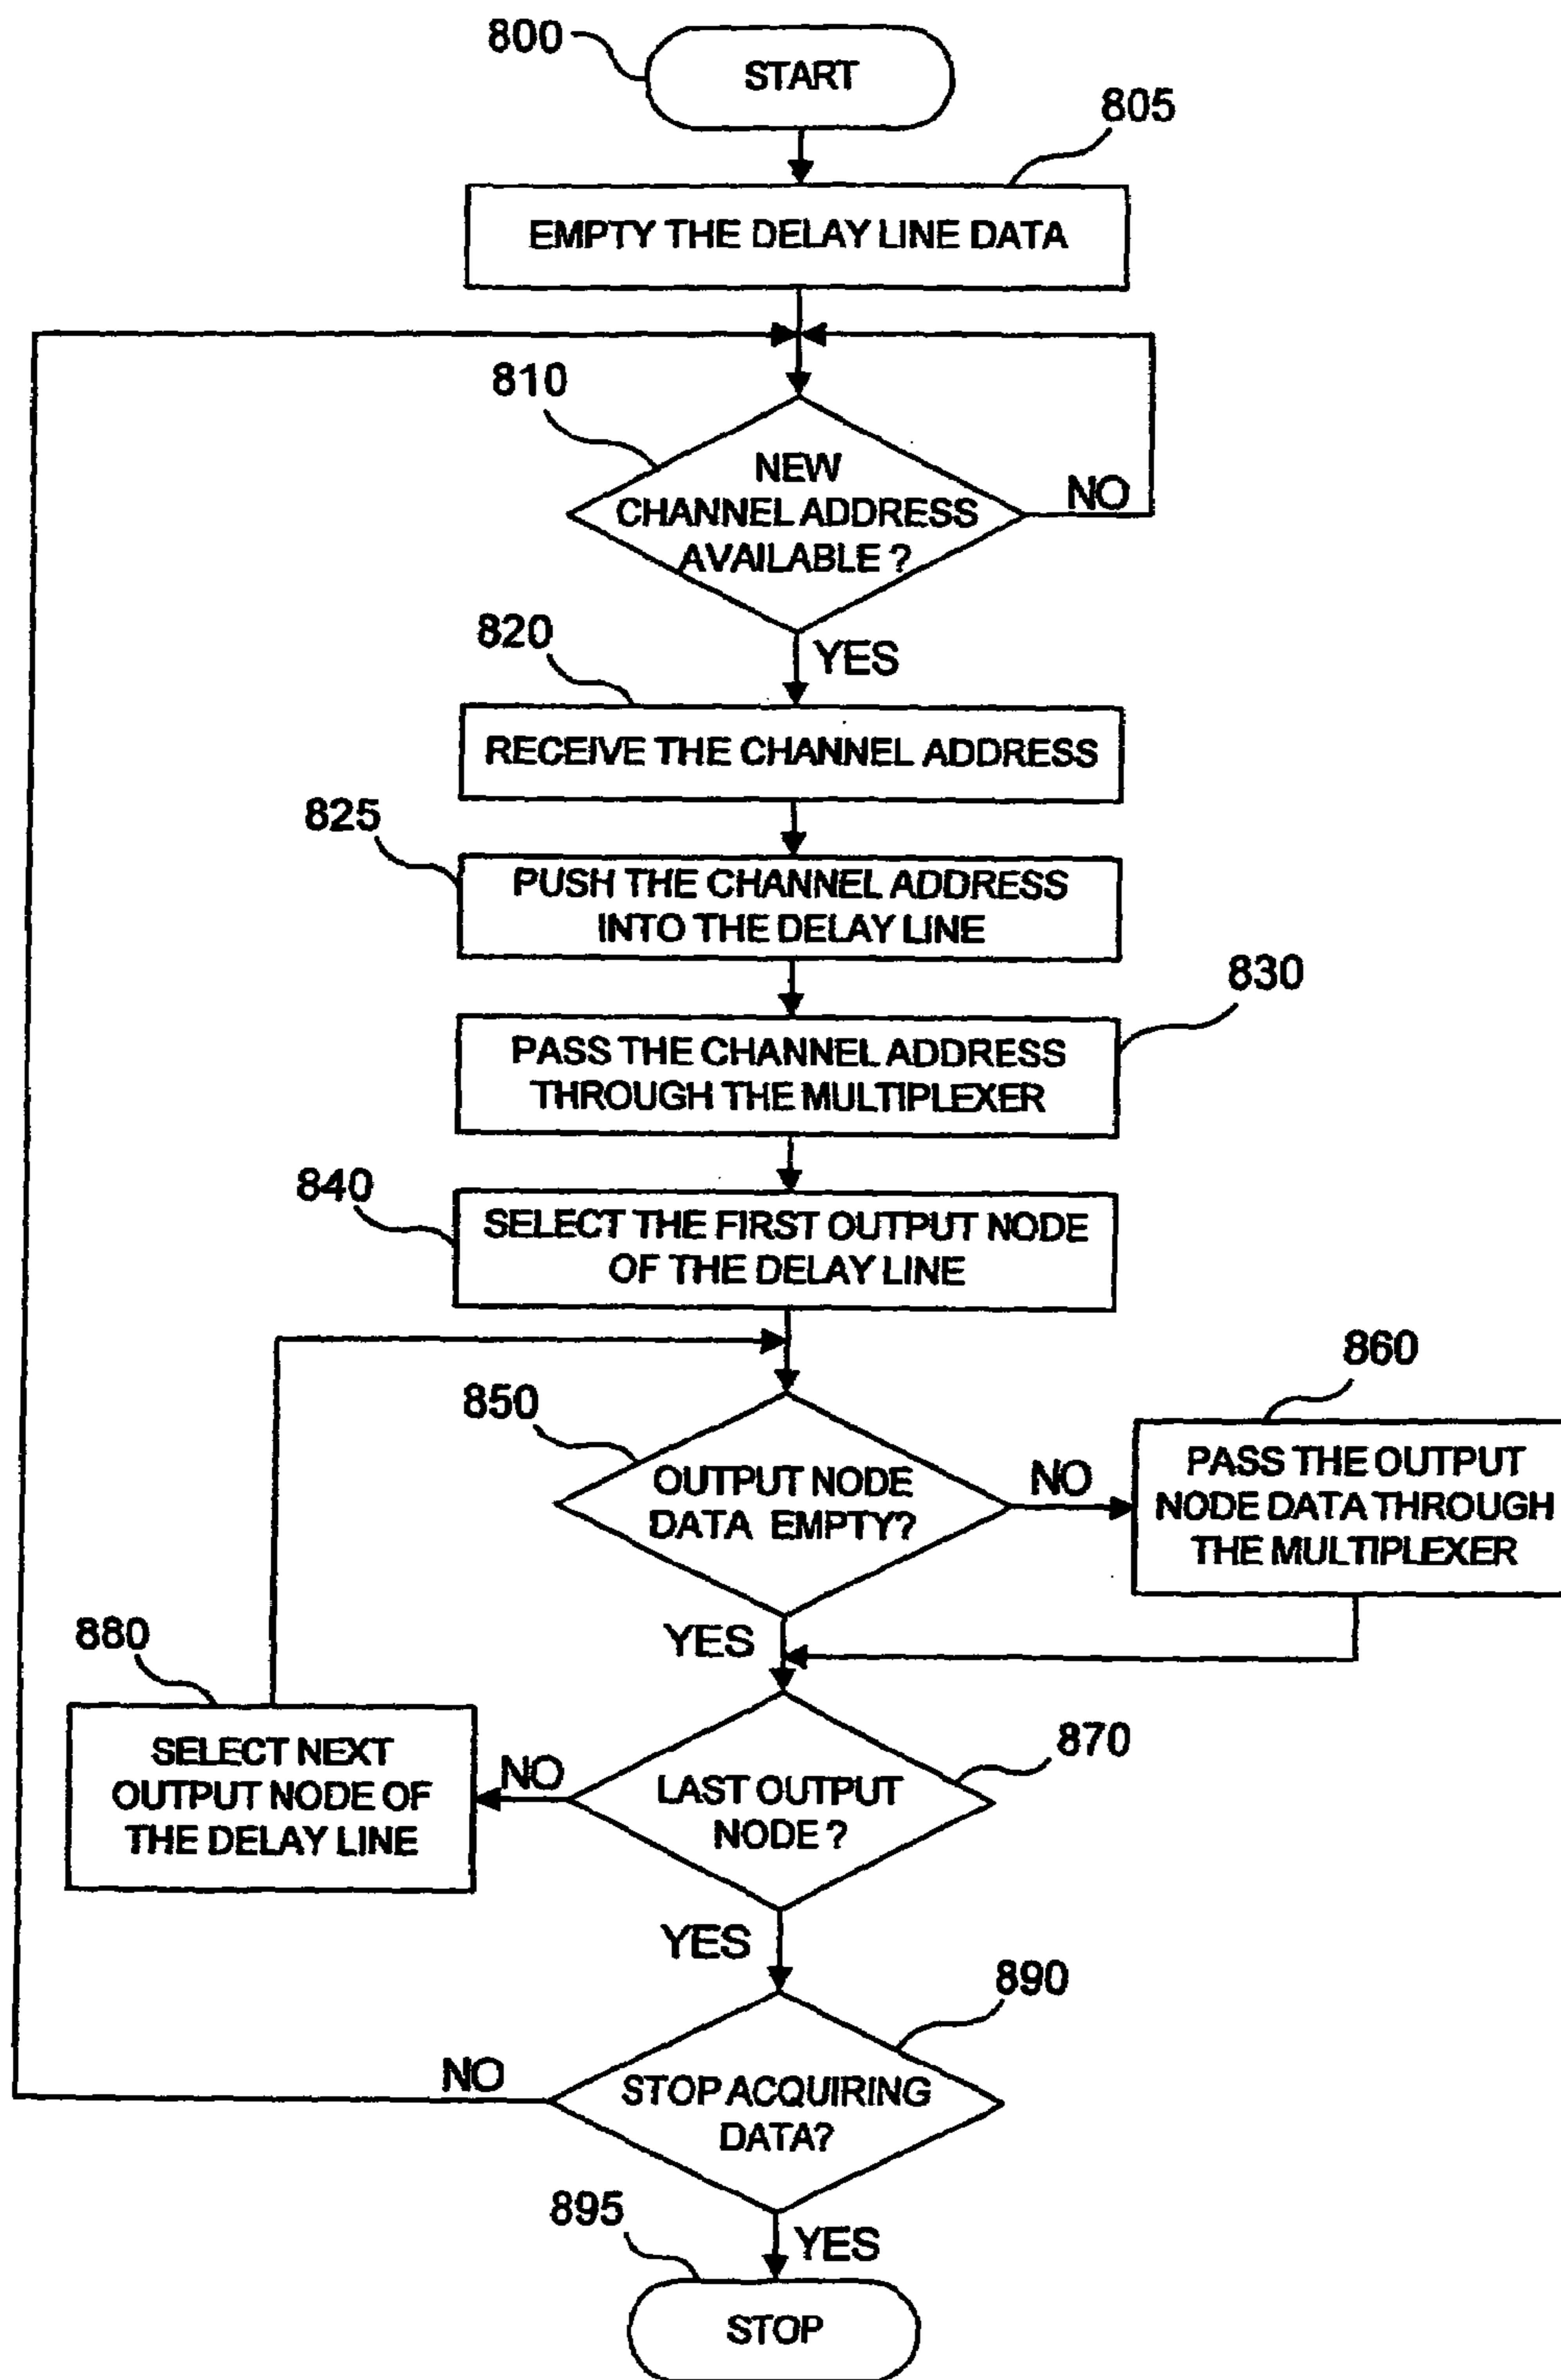 800
START
805
EMPTY THE DELAY LINE DATA
810
NEW
CHANNEL ADDRESS
AVAILABLE ?
NO
YES
820
RECEIVE THE CHANNEL ADDRESS
825
PUSH THE CHANNEL ADDRESS
INTO THE DELAY LINE
830
PASS THE CHANNEL ADDRESS
THROUGH THE MULTIPLEXER
840
SELECT THE FIRST OUTPUT NODE
OF THE DELAY LINE
850
OUTPUT NODE
DATA EMPTY?
NO
860
PASS THE OUTPUT
NODE DATA THROUGH
THE MULTIPLEXER
YES
880
SELECT NEXT
OUTPUT NODE OF
THE DELAY LINE
NO
870
LAST OUTPUT
NODE ?
YES
890
NO
STOP ACQUIRING
DATA?
895
YES
STOP